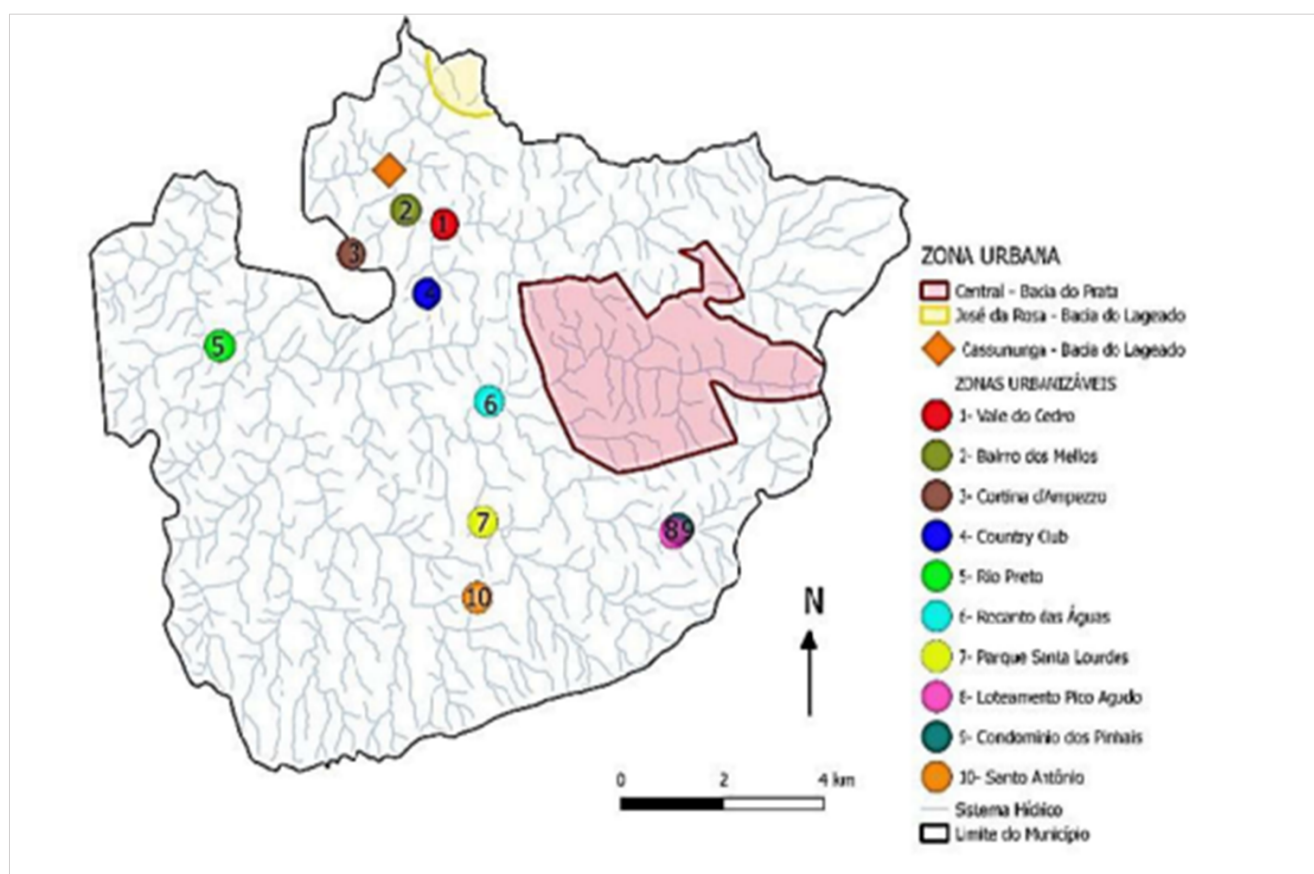 2
1
3
4
5
6
7
89
10
N
0 2 4 km
ZONA URBANA
Central - Bacia do Prata
José da Rosa - Bacia do Lageado
Cassununga - Bacia do Lageado
ZONAS URBANIZÁVEIS
1- Vale do Cedro
2- Bairro dos Mellos
3- Cortina d'Ampezzo
4- Country Club
5- Rio Preto
6- Recanto das Águas
7- Parque Santa Lourdes
8- Loteamento Pico Agudo
9- Condomínio dos Pinhais
10- Santo Antônio
Sistema Hídrico
Limite do Município